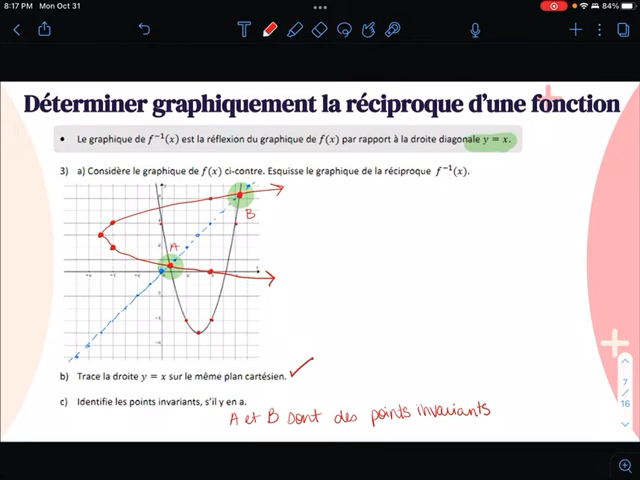 8:17 PM Mon Oct 31
84%
Déterminer graphiquement la réciproque d'une fonction
• Le graphique de f⁻¹(x) est la réflexion du graphique de f(x) par rapport à la droite diagonale y = x.
3) a) Considère le graphique de f(x) ci-contre. Esquisse le graphique de la réciproque f⁻¹(x).
B
A
b) Trace la droite y = x sur le même plan cartésien.
c) Identifie les points invariants, s'il y en a.
A et B sont des points invariants
7
/
16